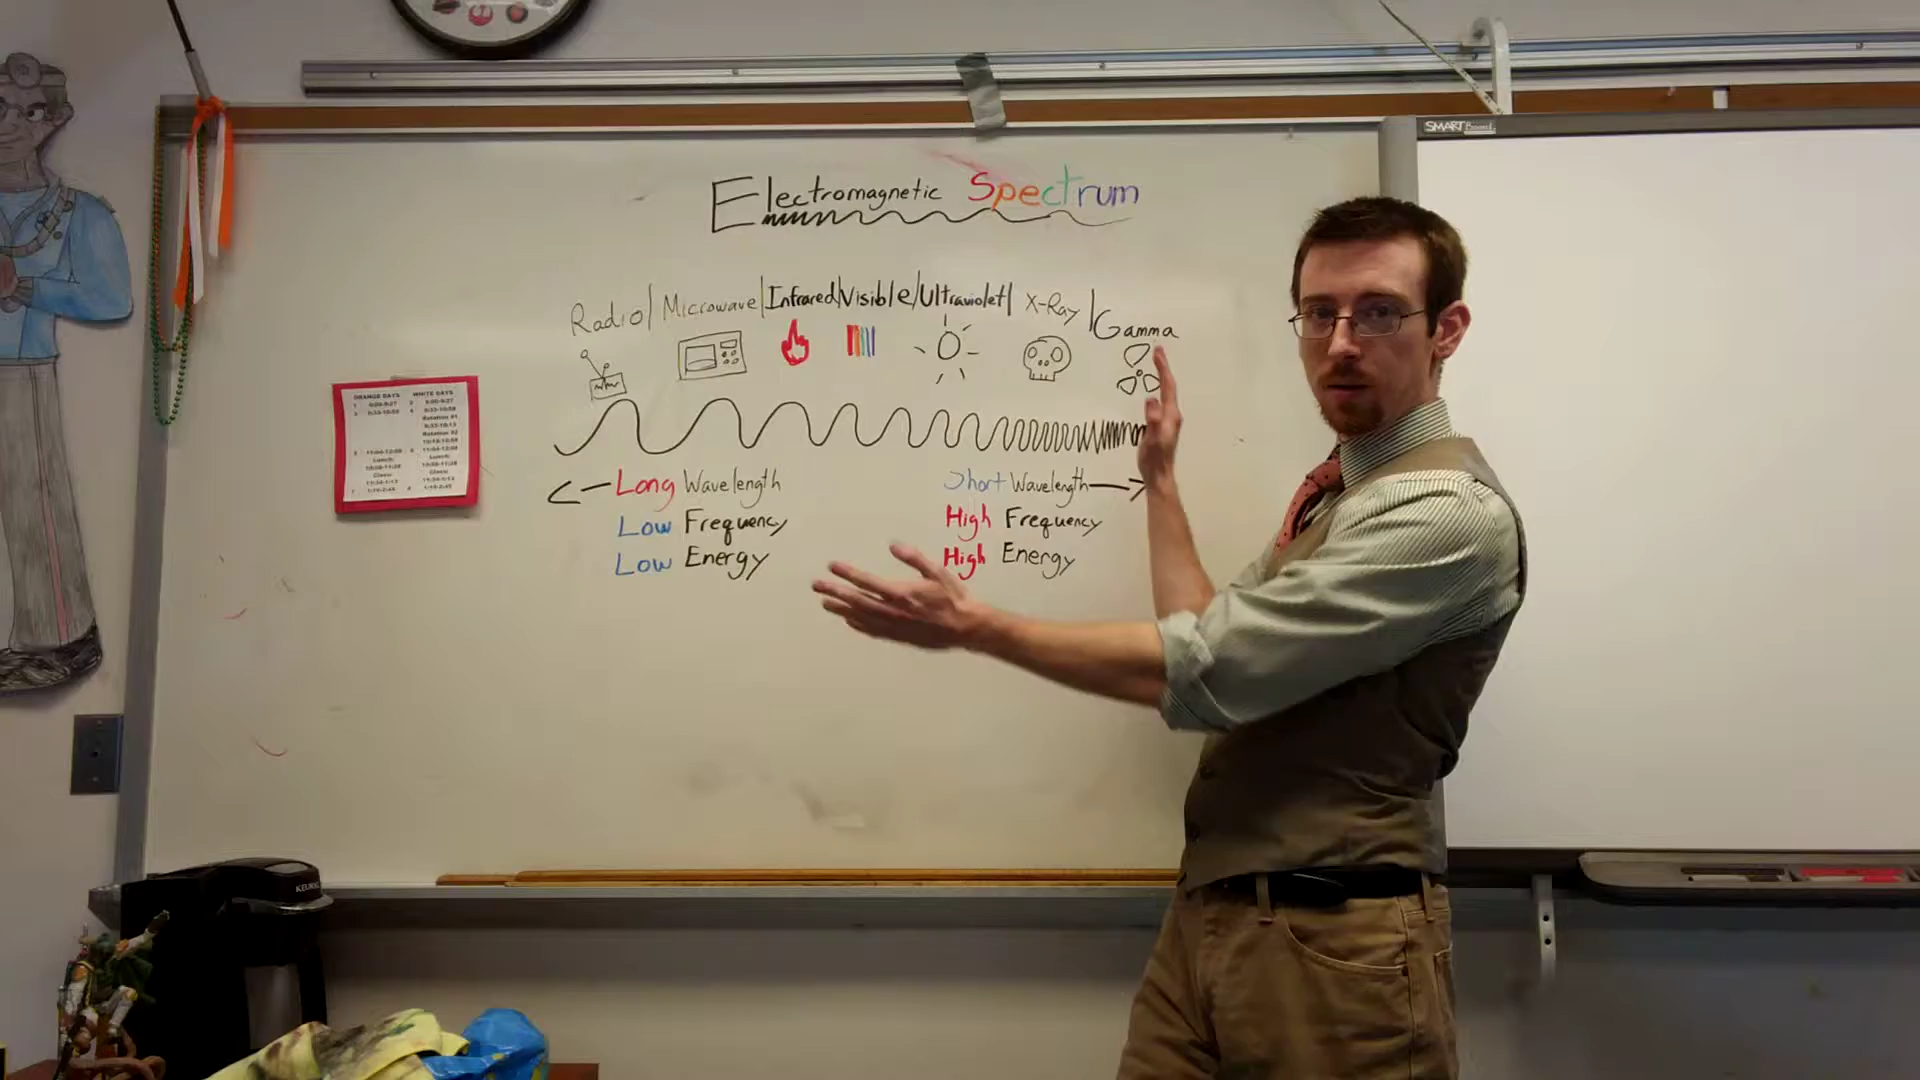 SMART Board
Electromagnetic Spectrum
Radio | Microwave | Infrared | Visible | Ultraviolet | X-Ray | Gamma
ORANGE DAYS WHITE DAYS
Long Wavelength
Low Frequency
Low Energy
Short Wavelength
High Frequency
High Energy
KEURIG